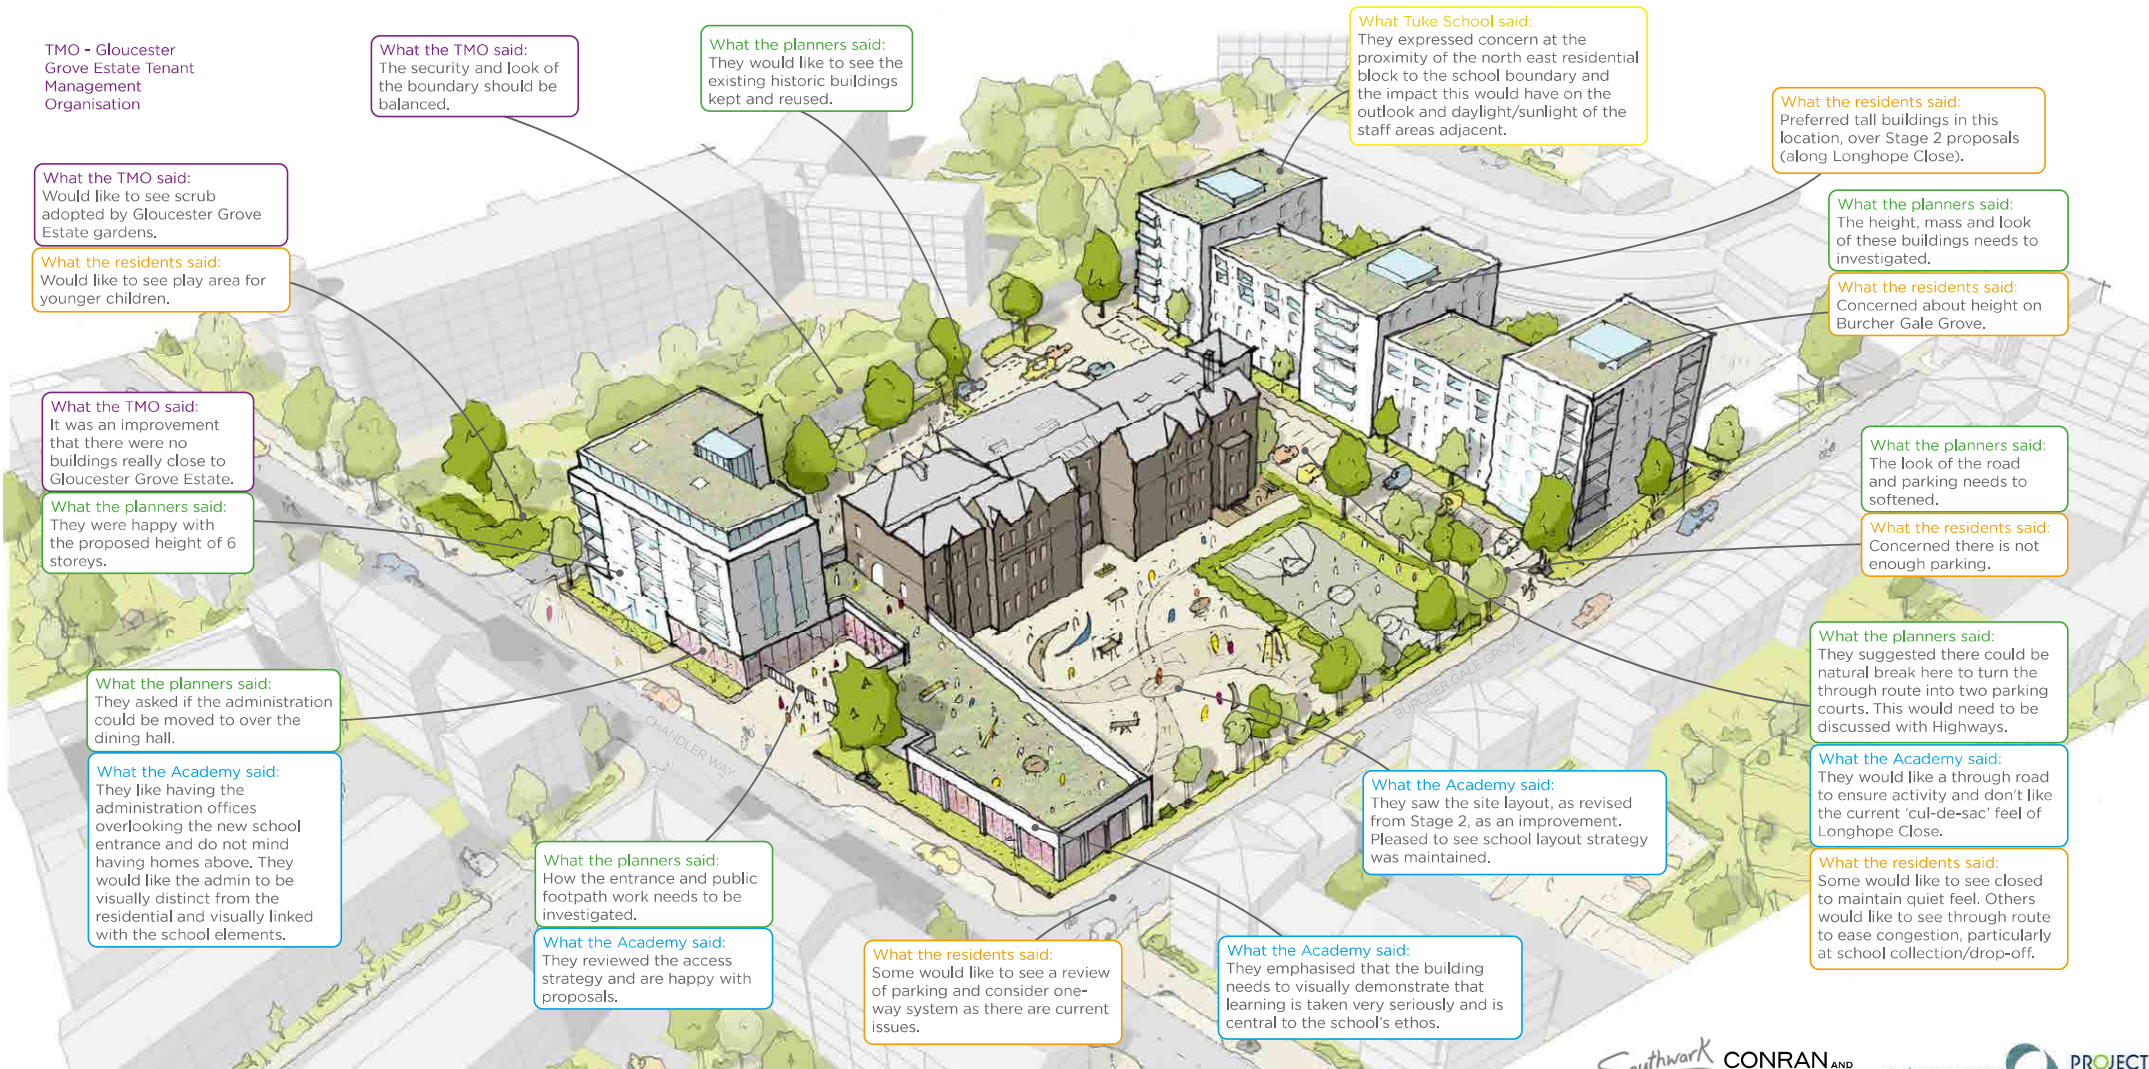 TMO - Gloucester
Grove Estate Tenant
Management
Organisation
What the TMO said:
The security and look of
the boundary should be
balanced.
What the planners said:
They would like to see the
existing historic buildings
kept and reused.
What Tuke School said:
They expressed concern at the
proximity of the north east residential
block to the school boundary and
the impact this would have on the
outlook and daylight/sunlight of the
staff areas adjacent.
What the residents said:
Preferred tall buildings in this
location, over Stage 2 proposals
(along Longhope Close).
What the TMO said:
Would like to see scrub
adopted by Gloucester Grove
Estate gardens.
What the residents said:
Would like to see play area for
younger children.
What the planners said:
The height, mass and look
of these buildings needs to
investigated.
What the residents said:
Concerned about height on
Burcher Gale Grove.
What the TMO said:
It was an improvement
that there were no
buildings really close to
Gloucester Grove Estate.
What the planners said:
They were happy with
the proposed height of 6
storeys.
What the planners said:
The look of the road
and parking needs to
softened.
What the residents said:
Concerned there is not
enough parking.
What the planners said:
They asked if the administration
could be moved to over the
dining hall.
What the Academy said:
They like having the
administration offices
overlooking the new school
entrance and do not mind
having homes above. They
would like the admin to be
visually distinct from the
residential and visually linked
with the school elements.
CHANDLER WAY
BURCHER GALE GROVE
What the planners said:
They suggested there could be
natural break here to turn the
through route into two parking
courts. This would need to be
discussed with Highways.
What the Academy said:
They would like a through road
to ensure activity and don't like
the current 'cul-de-sac' feel of
Longhope Close.
What the residents said:
Some would like to see closed
to maintain quiet feel. Others
would like to see through route
to ease congestion, particularly
at school collection/drop-off.
What the Academy said:
They saw the site layout, as revised
from Stage 2, as an improvement.
Pleased to see school layout strategy
was maintained.
What the planners said:
How the entrance and public
footpath work needs to be
investigated.
What the Academy said:
They reviewed the access
strategy and are happy with
proposals.
What the residents said:
Some would like to see a review
of parking and consider one-
way system as there are current
issues.
What the Academy said:
They emphasised that the building
needs to visually demonstrate that
learning is taken very seriously and is
central to the school's ethos.
Southwark
CONRAN AND
PROJECT